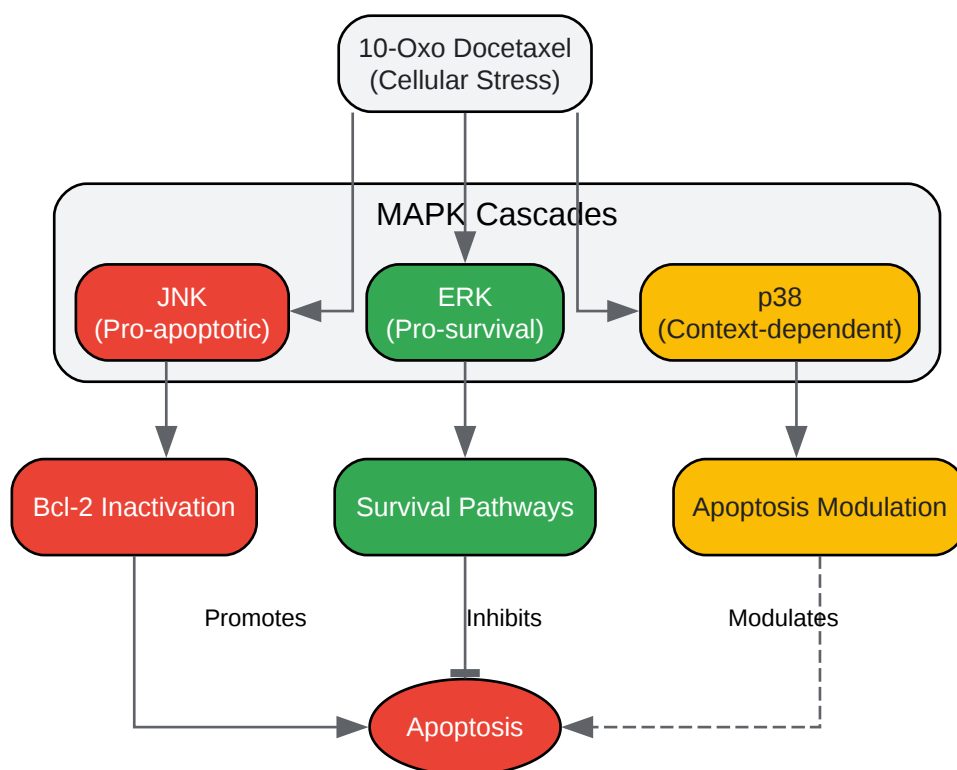 10-Oxo Docetaxel
(Cellular Stress)
MAPK Cascades
JNK
(Pro-apoptotic)
ERK
(Pro-survival)
p38
(Context-dependent)
Bcl-2 Inactivation
Survival Pathways
Apoptosis Modulation
Promotes
Inhibits
Modulates
Apoptosis